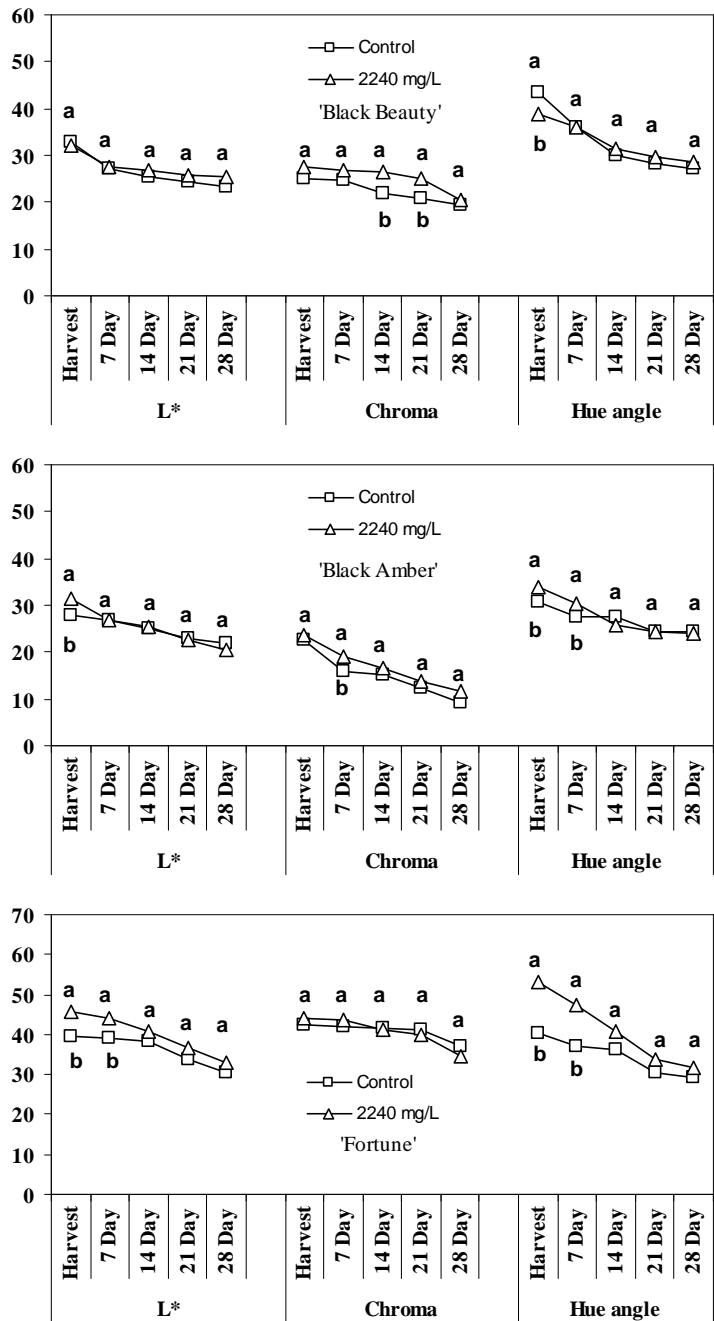 60
50
40
30
20
10
0
Control
2240 mg/L
'Black Beauty'
a a a a a a a a a a a a a a a
b b b
Harvest 7 Day 14 Day 21 Day 28 Day Harvest 7 Day 14 Day 21 Day 28 Day Harvest 7 Day 14 Day 21 Day 28 Day
L* Chroma Hue angle
60
50
40
30
20
10
0
Control
2240 mg/L
'Black Amber'
a a a a a a a a a a a a a a a
b b b b
Harvest 7 Day 14 Day 21 Day 28 Day Harvest 7 Day 14 Day 21 Day 28 Day Harvest 7 Day 14 Day 21 Day 28 Day
L* Chroma Hue angle
70
60
50
40
30
20
10
0
a a a a a a a a a a a a a a a
b b b b
Control
2240 mg/L
'Fortune'
Harvest 7 Day 14 Day 21 Day 28 Day Harvest 7 Day 14 Day 21 Day 28 Day Harvest 7 Day 14 Day 21 Day 28 Day
L* Chroma Hue angle